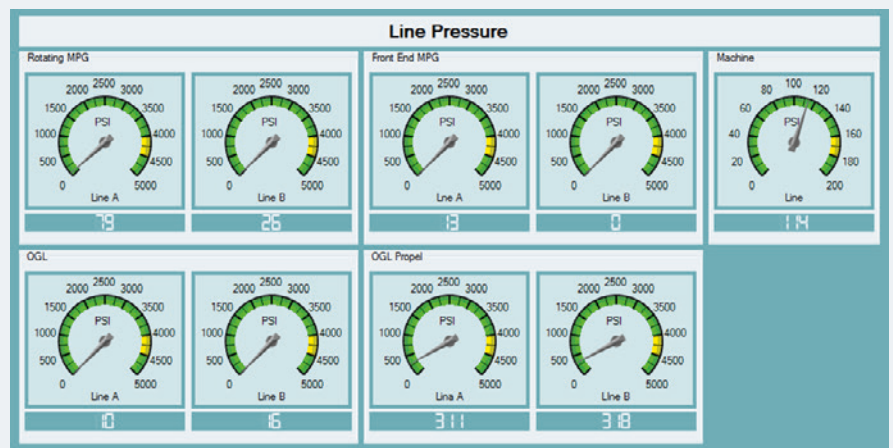 Line Pressure
Rotating MPG
Front End MPG
Machine
2000 2500 3000
1500 3500
PSI
1000 4000
500 4500
0 5000
Line A
79
2000 2500 3000
1500 3500
PSI
1000 4000
500 4500
0 5000
Line B
26
2000 2500 3000
1500 3500
PSI
1000 4000
500 4500
0 5000
Line A
13
2000 2500 3000
1500 3500
PSI
1000 4000
500 4500
0 5000
Line B
0
80 100 120
60 140
PSI
40 160
20 180
0 200
Line
114
OGL
OGL Propel
2000 2500 3000
1500 3500
PSI
1000 4000
500 4500
0 5000
Line A
10
2000 2500 3000
1500 3500
PSI
1000 4000
500 4500
0 5000
Line B
16
2000 2500 3000
1500 3500
PSI
1000 4000
500 4500
0 5000
Lina A
311
2000 2500 3000
1500 3500
PSI
1000 4000
500 4500
0 5000
Line B
318